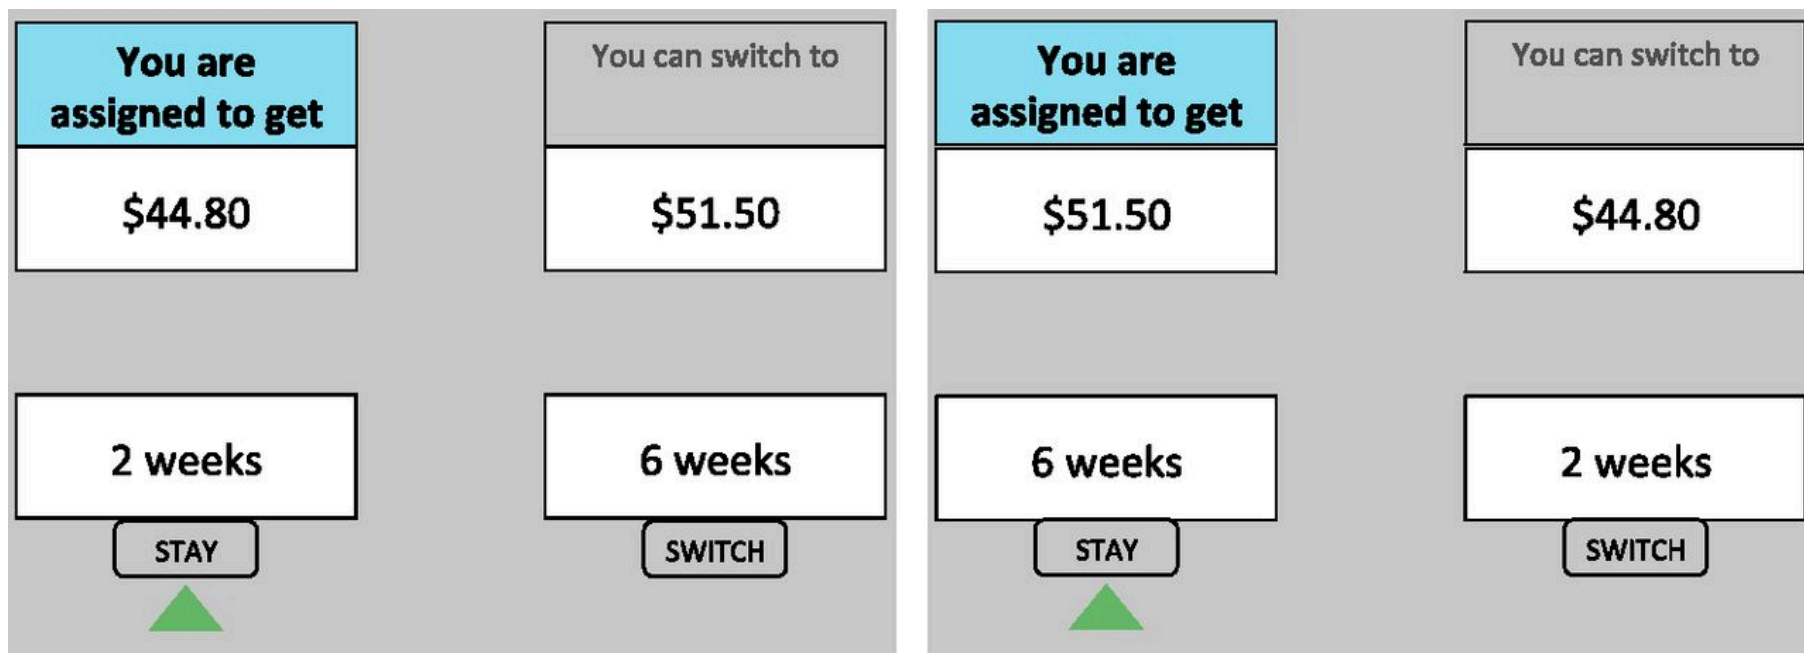 You are
assigned to get
$44.80
2 weeks
STAY
You can switch to
$51.50
6 weeks
SWITCH
You are
assigned to get
$51.50
6 weeks
STAY
You can switch to
$44.80
2 weeks
SWITCH